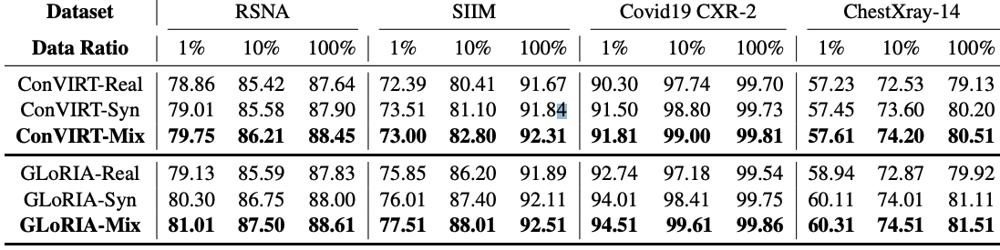 Dataset RSNA SIIM Covid19 CXR-2 ChestXray-14
Data Ratio 1% 10% 100% 1% 10% 100% 1% 10% 100% 1% 10% 100%
ConVIRT-Real 78.86 85.42 87.64 72.39 80.41 91.67 90.30 97.74 99.70 57.23 72.53 79.13
ConVIRT-Syn 79.01 85.58 87.90 73.51 81.10 91.84 91.50 98.80 99.73 57.45 73.60 80.20
ConVIRT-Mix 79.75 86.21 88.45 73.00 82.80 92.31 91.81 99.00 99.81 57.61 74.20 80.51
GLoRIA-Real 79.13 85.59 87.83 75.85 86.20 91.89 92.74 97.18 99.54 58.94 72.87 79.92
GLoRIA-Syn 80.30 86.75 88.00 76.01 87.40 92.11 94.01 98.41 99.75 60.11 74.01 81.11
GLoRIA-Mix 81.01 87.50 88.61 77.51 88.01 92.51 94.51 99.61 99.86 60.31 74.51 81.51